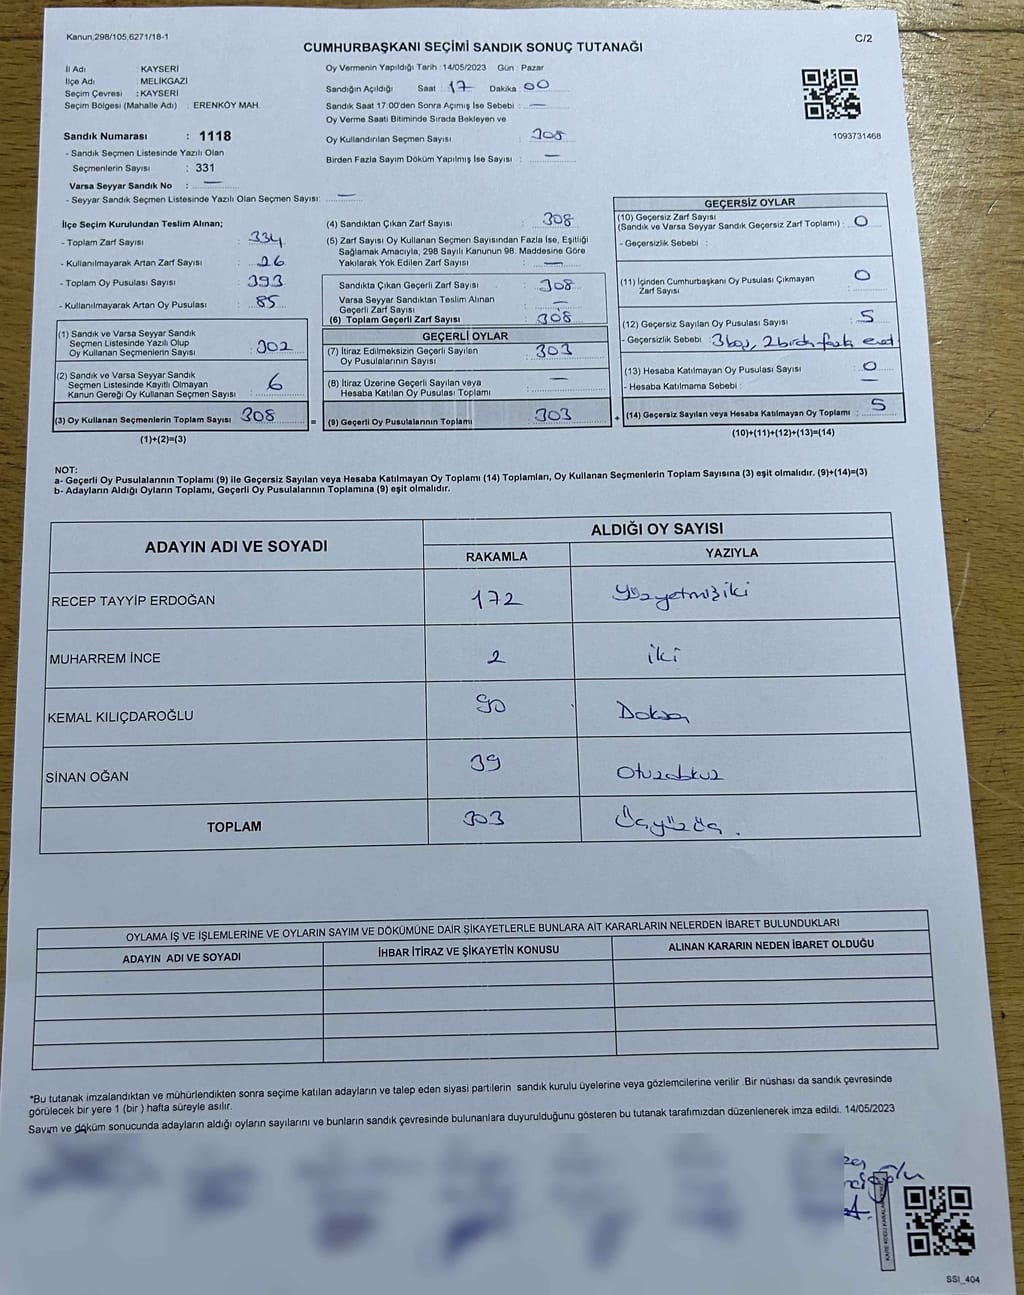 Kanun:298/105,6271/18-1
C/2
CUMHURBAŞKANI SEÇİMİ SANDIK SONUÇ TUTANAĞI
İl Adı : KAYSERİ
İlçe Adı : MELİKGAZİ
Seçim Çevresi : KAYSERİ
Seçim Bölgesi (Mahalle Adı) : ERENKÖY MAH.
Sandık Numarası : 1118
- Sandık Seçmen Listesinde Yazılı Olan
Seçmenlerin Sayısı : 331
Varsa Seyyar Sandık No : —
- Seyyar Sandık Seçmen Listesinde Yazılı Olan Seçmen Sayısı: —
Oy Vermenin Yapıldığı Tarih : 14/05/2023 Gün : Pazar
Sandığın Açıldığı Saat : 17 Dakika : 00
Sandık Saat 17:00'den Sonra Açımış İse Sebebi : —
Oy Verme Saati Bitiminde Sırada Bekleyen ve
Oy Kullandırılan Seçmen Sayısı : 308
Birden Fazla Sayım Döküm Yapılmış İse Sayısı : —
1093731468
İlçe Seçim Kurulundan Teslim Alınan;
- Toplam Zarf Sayısı : 334
- Kullanılmayarak Artan Zarf Sayısı : 26
- Toplam Oy Pusulası Sayısı : 393
- Kullanılmayarak Artan Oy Pusulası : 85
(1) Sandık ve Varsa Seyyar Sandık
Seçmen Listesinde Yazılı Olup
Oy Kullanan Seçmenlerin Sayısı : 302
(2) Sandık ve Varsa Seyyar Sandık
Seçmen Listesinde Kayıtlı Olmayan
Kanun Gereği Oy Kullanan Seçmen Sayısı : 6
(3) Oy Kullanan Seçmenlerin Toplam Sayısı : 308
(1)+(2)=(3)
(4) Sandıktan Çıkan Zarf Sayısı : 308
(5) Zarf Sayısı Oy Kullanan Seçmen Sayısından Fazla İse, Eşitliği
Sağlamak Amacıyla, 298 Sayılı Kanunun 98. Maddesine Göre
Yakılarak Yok Edilen Zarf Sayısı : —
Sandıkta Çıkan Geçerli Zarf Sayısı : 308
Varsa Seyyar Sandıktan Teslim Alınan
Geçerli Zarf Sayısı : —
(6) Toplam Geçerli Zarf Sayısı : 308
GEÇERLİ OYLAR
(7) İtiraz Edilmeksizin Geçerli Sayılan
Oy Pusulalarının Sayısı : 303
(8) İtiraz Üzerine Geçerli Sayılan veya
Hesaba Katılan Oy Pusulası Toplamı : —
= (9) Geçerli Oy Pusulalarının Toplamı : 303
GEÇERSİZ OYLAR
(10) Geçersiz Zarf Sayısı
(Sandık ve Varsa Seyyar Sandık Geçersiz Zarf Toplamı) : 0
- Geçersizlik Sebebi :
(11) İçinden Cumhurbaşkanı Oy Pusulası Çıkmayan
Zarf Sayısı : 0
(12) Geçersiz Sayılan Oy Pusulası Sayısı : 5
- Geçersizlik Sebebi : 3 boş, 2 birden fazla evet
(13) Hesaba Katılmayan Oy Pusulası Sayısı : 0
- Hesaba Katılmama Sebebi : —
+ (14) Geçersiz Sayılan veya Hesaba Katılmayan Oy Toplamı : 5
(10)+(11)+(12)+(13)=(14)
NOT:
a- Geçerli Oy Pusulalarının Toplamı (9) ile Geçersiz Sayılan veya Hesaba Katılmayan Oy Toplamı (14) Toplamları, Oy Kullanan Seçmenlerin Toplam Sayısına (3) eşit olmalıdır. (9)+(14)=(3)
b- Adayların Aldığı Oyların Toplamı, Geçerli Oy Pusulalarının Toplamına (9) eşit olmalıdır.
ADAYIN ADI VE SOYADI ALDIĞI OY SAYISI
RAKAMLA YAZIYLA
RECEP TAYYİP ERDOĞAN 172 Yüzyetmişiki
MUHARREM İNCE 2 iki
KEMAL KILIÇDAROĞLU 90 Doksan
SİNAN OĞAN 39 Otuzdokuz
TOPLAM 303 Üçyüzüç.
OYLAMA İŞ VE İŞLEMLERİNE VE OYLARIN SAYIM VE DÖKÜMÜNE DAİR ŞİKAYETLERLE BUNLARA AİT KARARLARIN NELERDEN İBARET BULUNDUKLARI
ADAYIN ADI VE SOYADI İHBAR İTİRAZ VE ŞİKAYETİN KONUSU ALINAN KARARIN NEDEN İBARET OLDUĞU
*Bu tutanak imzalandıktan ve mühürlendikten sonra seçime katılan adayların ve talep eden siyasi partilerin sandık kurulu üyelerine veya gözlemcilerine verilir .Bir nüshası da sandık çevresinde
görülecek bir yere 1 (bir ) hafta süreyle asılır.
Sayım ve döküm sonucunda adayların aldığı oyların sayılarını ve bunların sandık çevresinde bulunanlara duyurulduğunu gösteren bu tutanak tarafımızdan düzenlenerek imza edildi. 14/05/2023
SSI_404